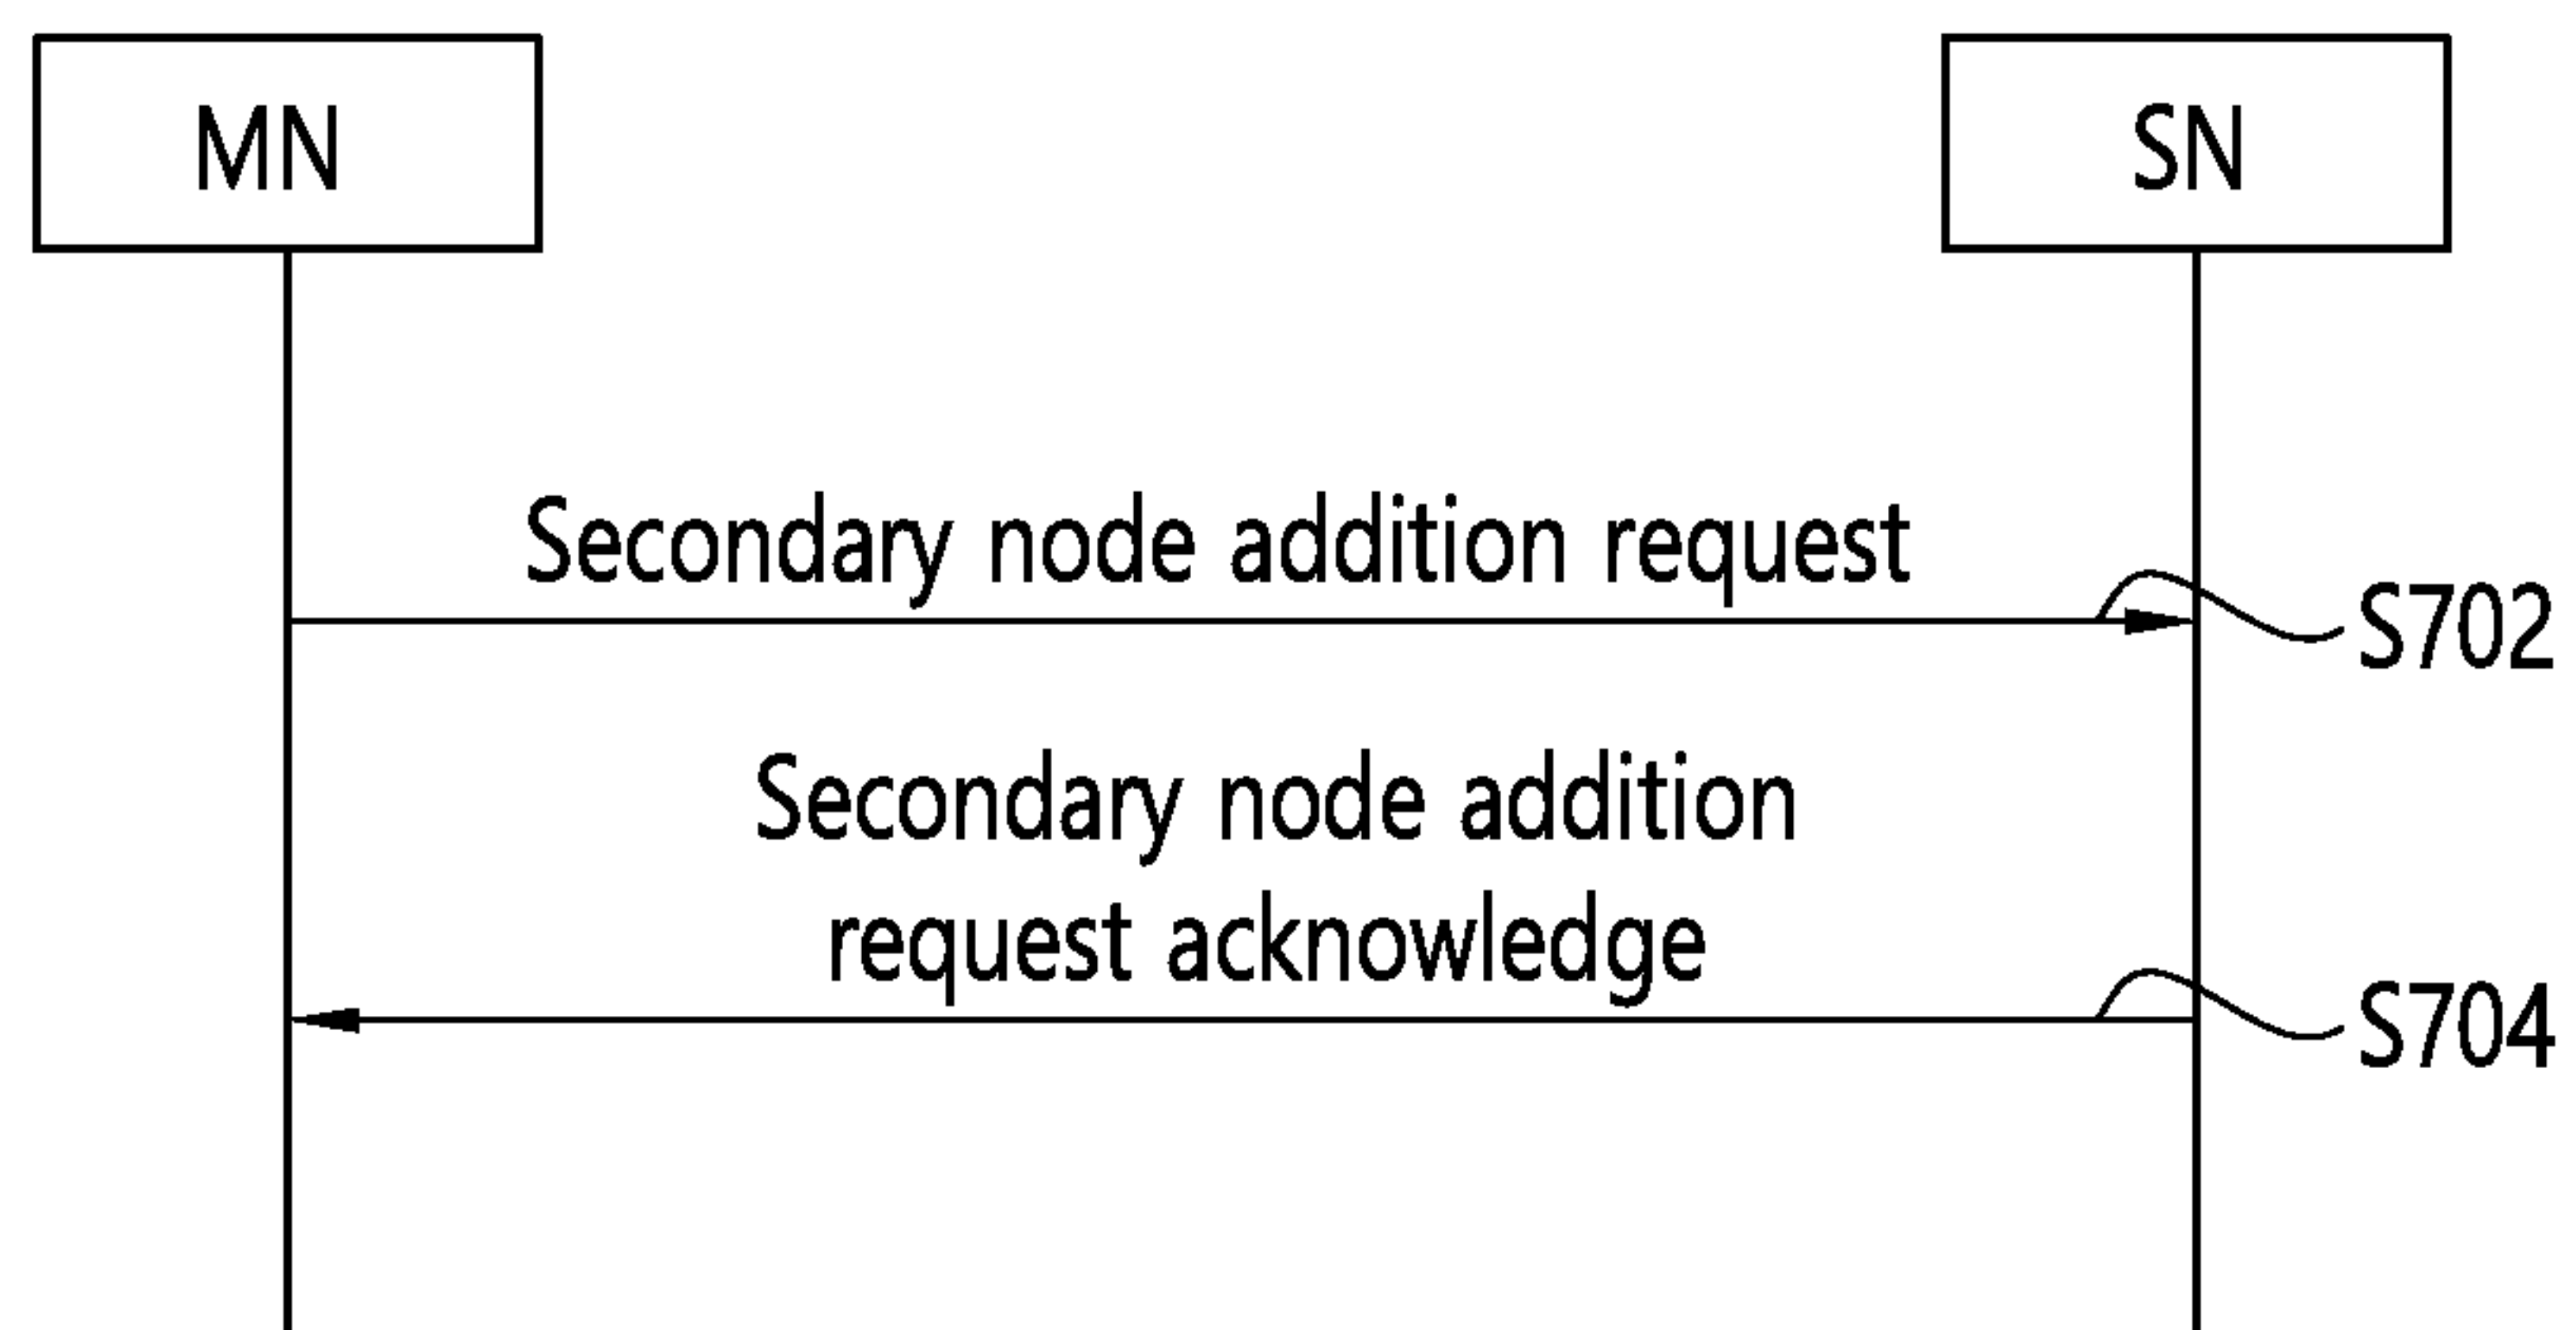 MN
SN
Secondary node addition request
S702
Secondary node addition
request acknowledge
S704